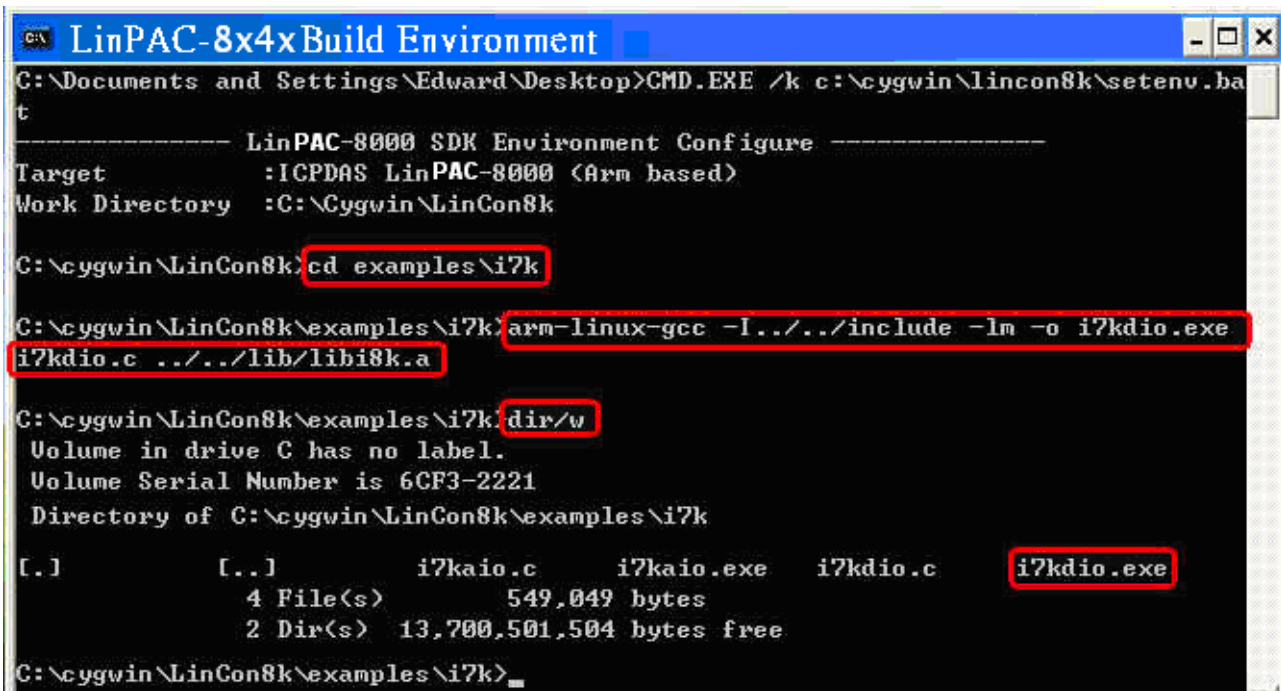 LinPAC-8x4x Build Environment
C:\Documents and Settings\Edward\Desktop>CMD.EXE /k c:\cygwin\lincon8k\setenv.ba
t
--------------- LinPAC-8000 SDK Environment Configure ---------------
Target :ICPDAS LinPAC-8000 (Arm based)
Work Directory :C:\Cygwin\LinCon8k
C:\cygwin\LinCon8k>cd examples\i7k
C:\cygwin\LinCon8k\examples\i7k>arm-linux-gcc -I../../include -lm -o i7kdio.exe
i7kdio.c ../../lib/libi8k.a
C:\cygwin\LinCon8k\examples\i7k>dir/w
Volume in drive C has no label.
Volume Serial Number is 6CF3-2221
Directory of C:\cygwin\LinCon8k\examples\i7k
[.] [..] i7kaio.c i7kaio.exe i7kdio.c i7kdio.exe
4 File(s) 549,049 bytes
2 Dir(s) 13,700,501,504 bytes free
C:\cygwin\LinCon8k\examples\i7k>_